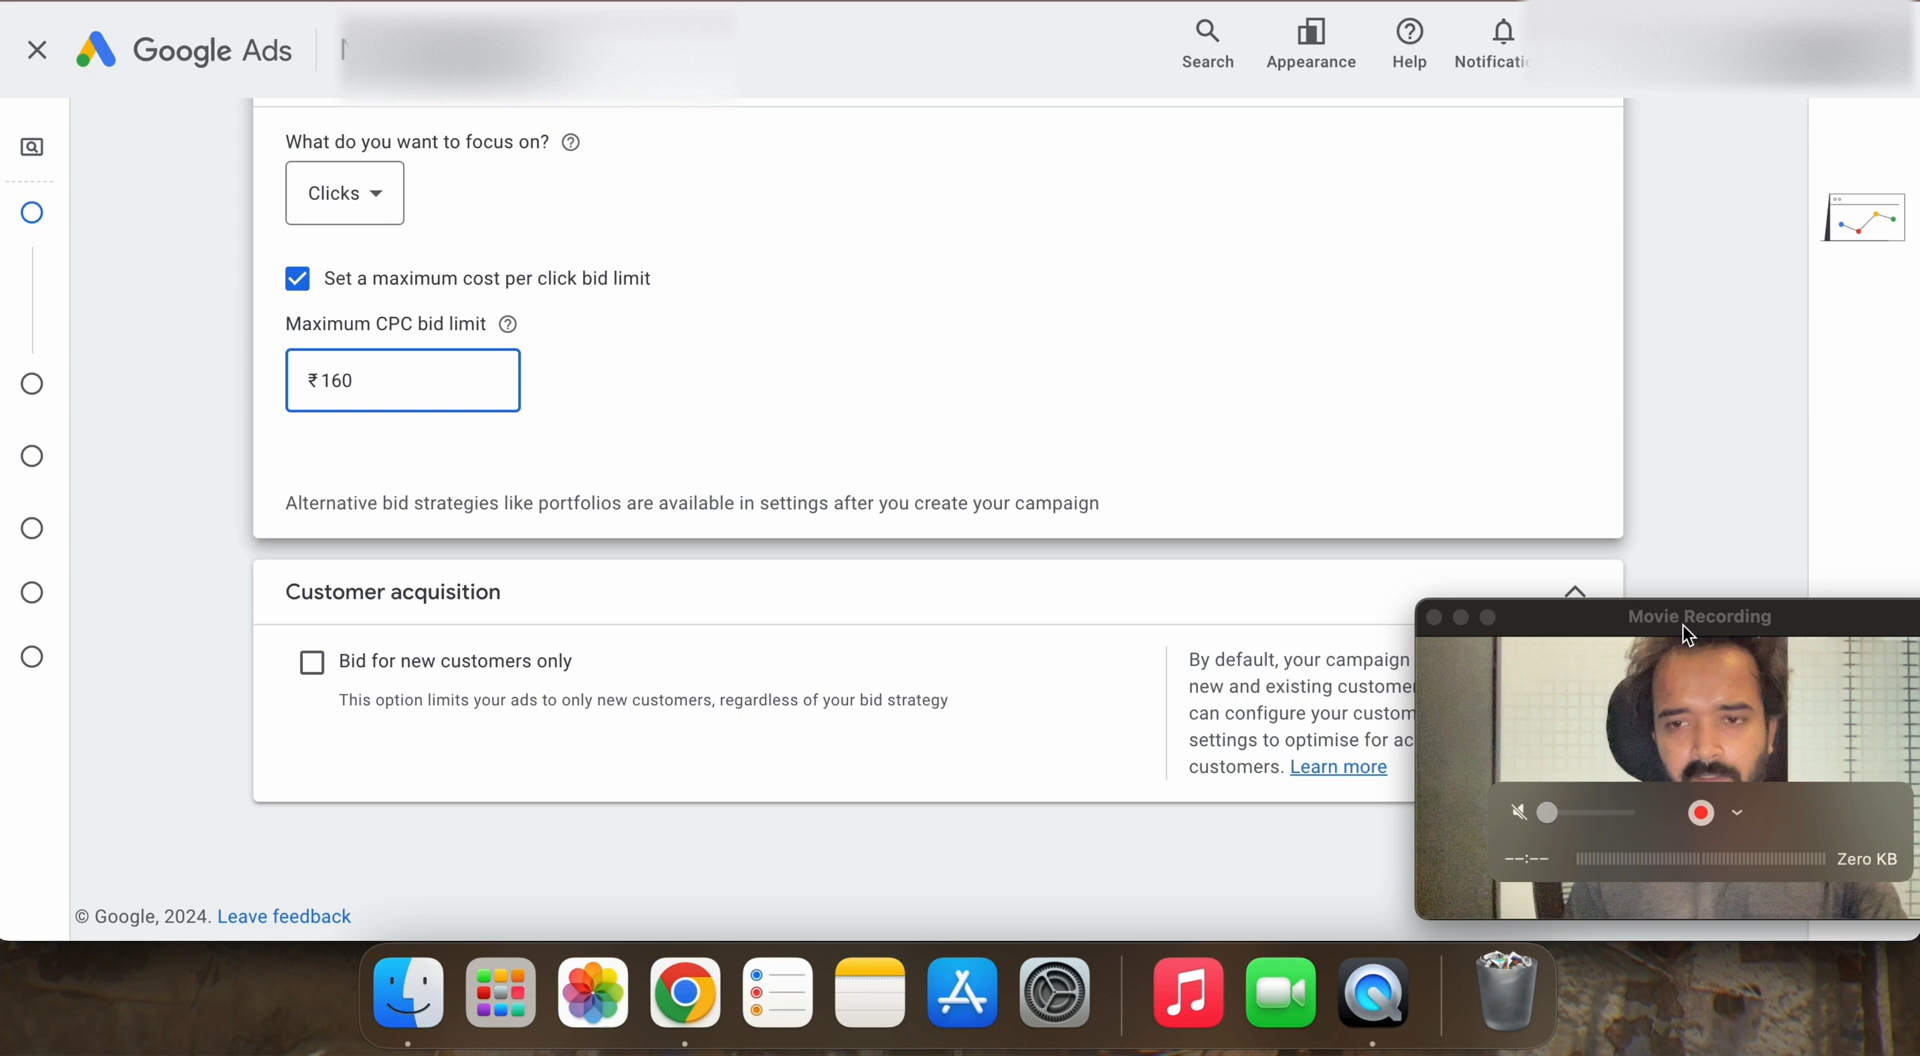 Google Ads
Search
Appearance
Help
Notificati
What do you want to focus on?
Clicks
Set a maximum cost per click bid limit
Maximum CPC bid limit
₹160
Alternative bid strategies like portfolios are available in settings after you create your campaign
Customer acquisition
Bid for new customers only
This option limits your ads to only new customers, regardless of your bid strategy
By default, your campaign
new and existing custome
can configure your custom
settings to optimise for ac
customers. Learn more
Movie Recording
--:--
Zero KB
© Google, 2024. Leave feedback